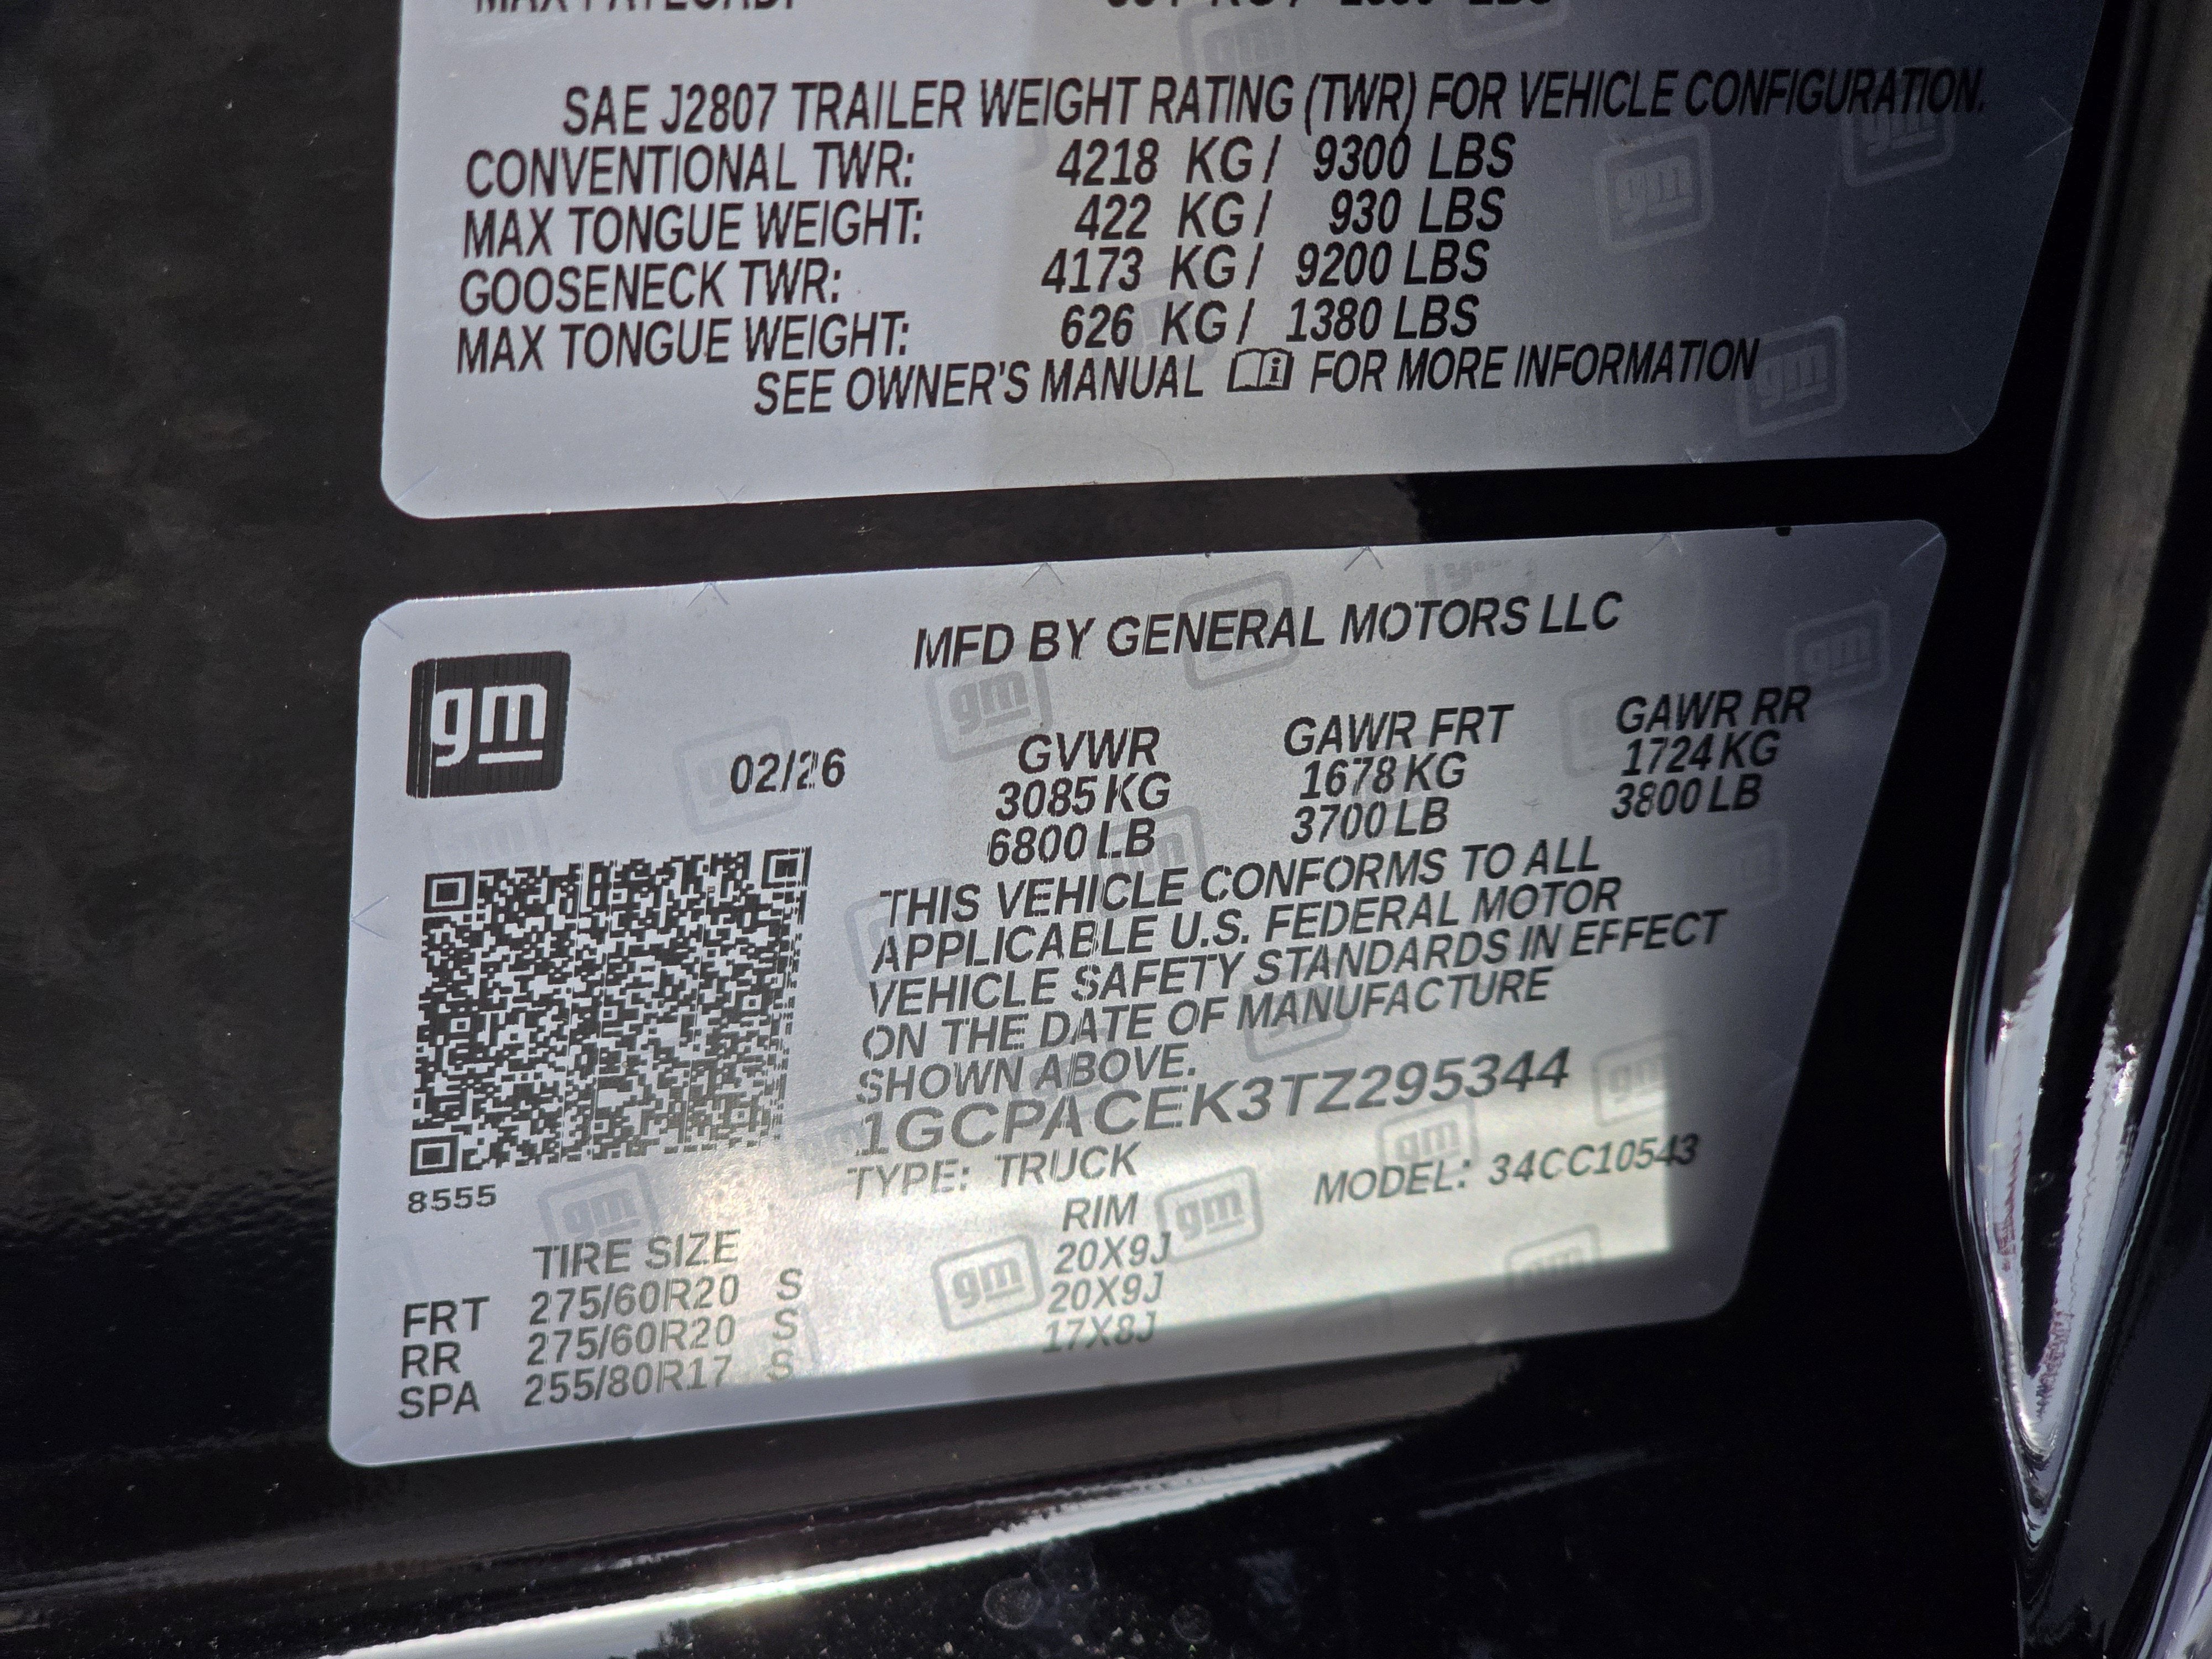 MAX PAYLOAD:
SAE J2807 TRAILER WEIGHT RATING (TWR) FOR VEHICLE CONFIGURATION.
CONVENTIONAL TWR: 4218 KG / 9300 LBS
MAX TONGUE WEIGHT: 422 KG / 930 LBS
GOOSENECK TWR: 4173 KG / 9200 LBS
MAX TONGUE WEIGHT: 626 KG / 1380 LBS
SEE OWNER'S MANUAL FOR MORE INFORMATION
MFD BY GENERAL MOTORS LLC
gm
02/26
GVWR GAWR FRT GAWR RR
3085 KG 1678 KG 1724 KG
6800 LB 3700 LB 3800 LB
THIS VEHICLE CONFORMS TO ALL
APPLICABLE U.S. FEDERAL MOTOR
VEHICLE SAFETY STANDARDS IN EFFECT
ON THE DATE OF MANUFACTURE
SHOWN ABOVE.
1GCPACEK3TZ295344
TYPE: TRUCK MODEL: 34CC10543
8555
TIRE SIZE RIM
FRT 275/60R20 S 20X9J
RR 275/60R20 S 20X9J
SPA 255/80R17 S 17X8J